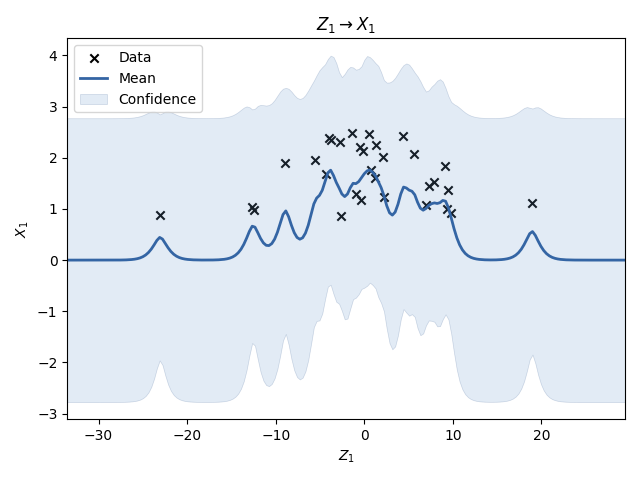 Z₁ → X₁
Data
Mean
Confidence
4
3
2
1
0
−1
−2
−3
X₁
−30
−20
−10
0
10
20
Z₁